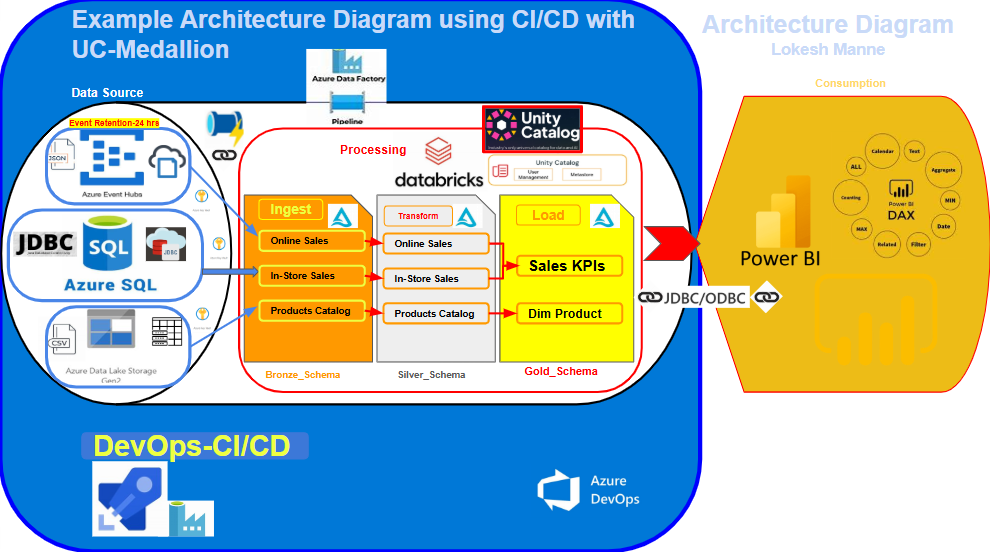 Example Architecture Diagram using CI/CD with
UC-Medallion
Architecture Diagram
Lokesh Manne
Consumption
Data Source
Azure Data Factory
Pipeline
Event Retention-24 hrs
JSON
Azure Event Hubs
JDBC
SQL
JDBC
Azure SQL
CSV
Azure Data Lake Storage
Gen2
Processing
databricks
Unity
Catalog
Unity Catalog
User
Management
Metastore
Ingest
Online Sales
In-Store Sales
Products Catalog
Bronze_Schema
Transform
Online Sales
In-Store Sales
Products Catalog
Silver_Schema
Load
Sales KPIs
Dim Product
Gold_Schema
JDBC/ODBC
Power BI
Calendar
Text
Aggregate
MIN
Date
Filter
Related
MAX
Counting
ALL
Power BI
DAX
DevOps-CI/CD
Azure
DevOps